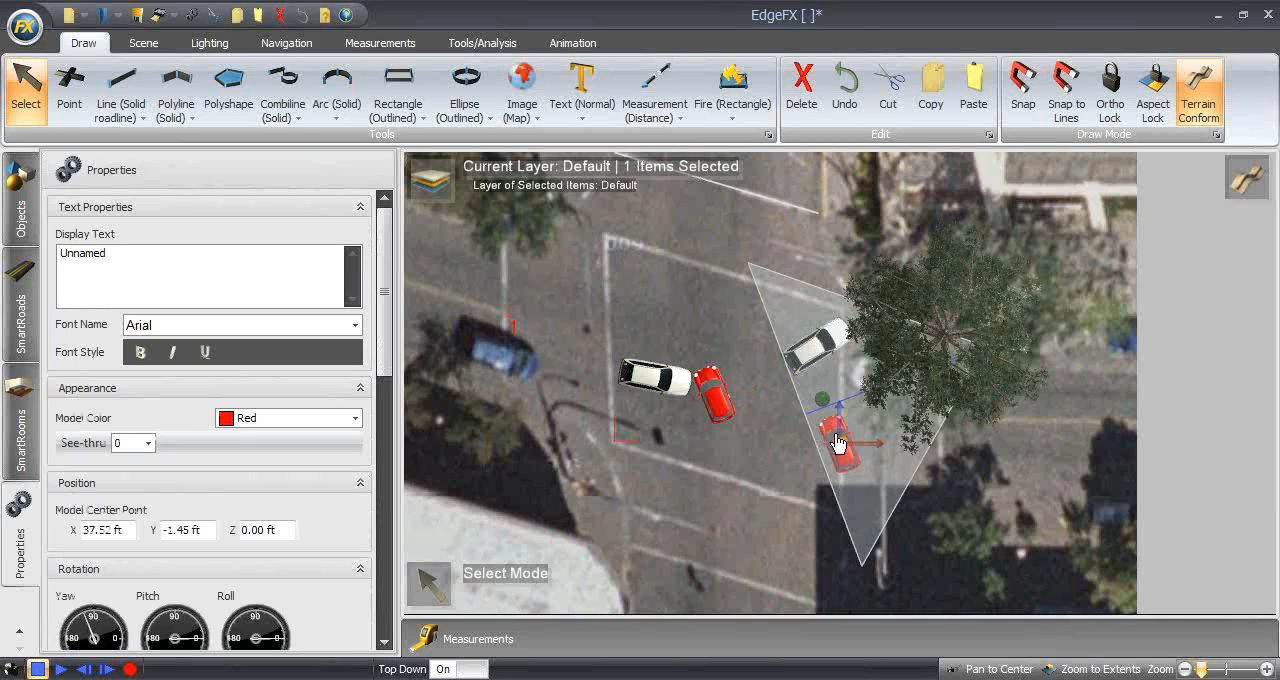 FX
EdgeFX [ ]*
Draw
Scene
Lighting
Navigation
Measurements
Tools/Analysis
Animation
Select
Point
Line (Solid
roadline)
Polyline
(Solid)
Polyshape
Combiline
(Solid)
Arc (Solid)
Rectangle
(Outlined)
Ellipse
(Outlined)
Image
(Map)
Text (Normal)
Measurement
(Distance)
Fire (Rectangle)
Delete
Undo
Cut
Copy
Paste
Snap
Snap to
Lines
Ortho
Lock
Aspect
Lock
Terrain
Conform
Tools
Edit
Draw Mode
Objects
SmartRoads
SmartRooms
Properties
Properties
Text Properties
Display Text
Unnamed
Font Name
Arial
Font Style
B I U
Appearance
Model Color
Red
See-thru
0
Position
Model Center Point
X 37.52 ft Y -1.45 ft Z 0.00 ft
Rotation
Yaw
Pitch
Roll
90
180
0
90
180
0
90
180
0
Current Layer: Default | 1 Items Selected
Layer of Selected Items: Default
Select Mode
Measurements
Top Down
On
Pan to Center
Zoom to Extents
Zoom